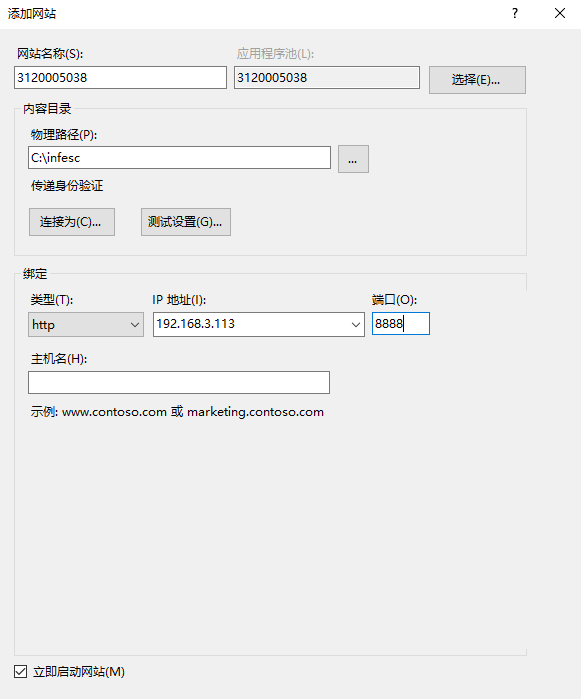 添加网站
?
网站名称(S):
应用程序池(L):
3120005038
3120005038
选择(E)...
内容目录
物理路径(P):
C:\infesc
...
传递身份验证
连接为(C)...
测试设置(G)...
绑定
类型(T):
IP 地址(I):
端口(O):
http
192.168.3.113
8888
主机名(H):
示例: www.contoso.com 或 marketing.contoso.com
立即启动网站(M)